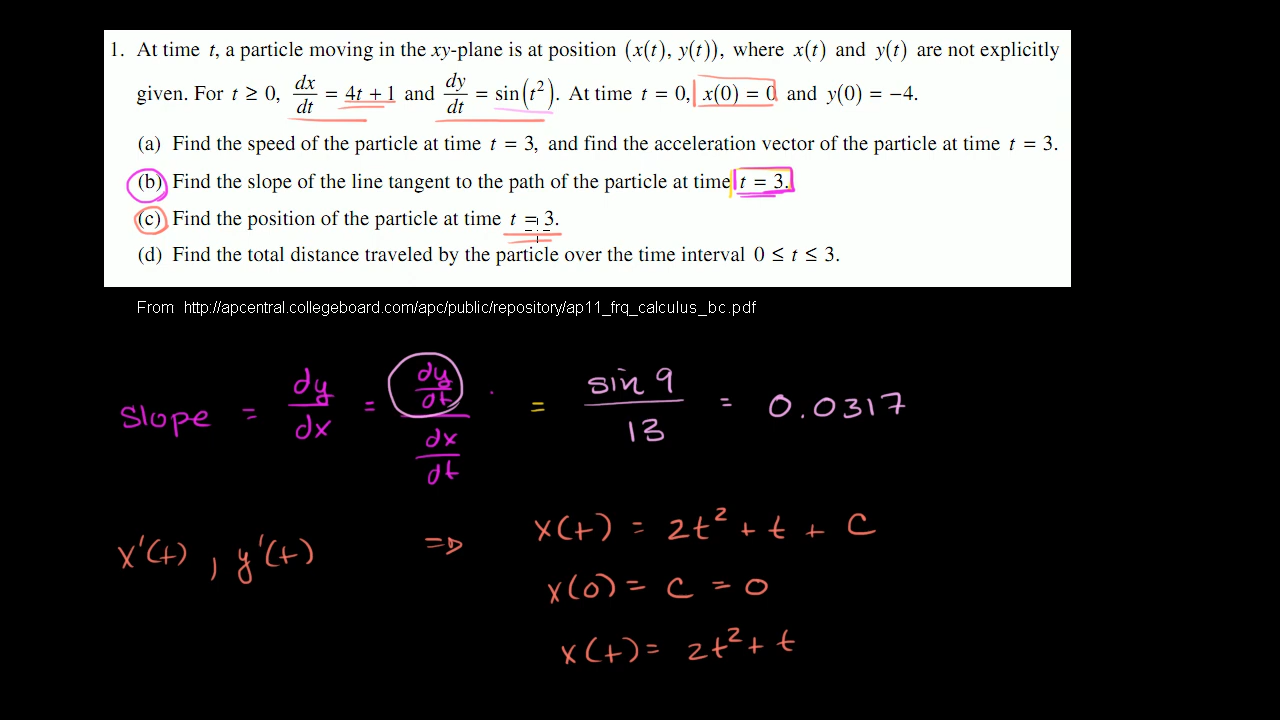 1. At time t, a particle moving in the xy-plane is at position (x(t), y(t)), where x(t) and y(t) are not explicitly
given. For t ≥ 0, dx/dt = 4t + 1 and dy/dt = sin(t²). At time t = 0, x(0) = 0 and y(0) = −4.
(a) Find the speed of the particle at time t = 3, and find the acceleration vector of the particle at time t = 3.
(b) Find the slope of the line tangent to the path of the particle at time t = 3.
(c) Find the position of the particle at time t = 3.
(d) Find the total distance traveled by the particle over the time interval 0 ≤ t ≤ 3.
From http://apcentral.collegeboard.com/apc/public/repository/ap11_frq_calculus_bc.pdf
Slope = dy/dx = (dy/dt)/(dx/dt) = sin 9/13 = 0.0317
x'(t), y'(t) ⇒ x(t) = 2t² + t + C
x(0) = C = 0
x(t) = 2t² + t